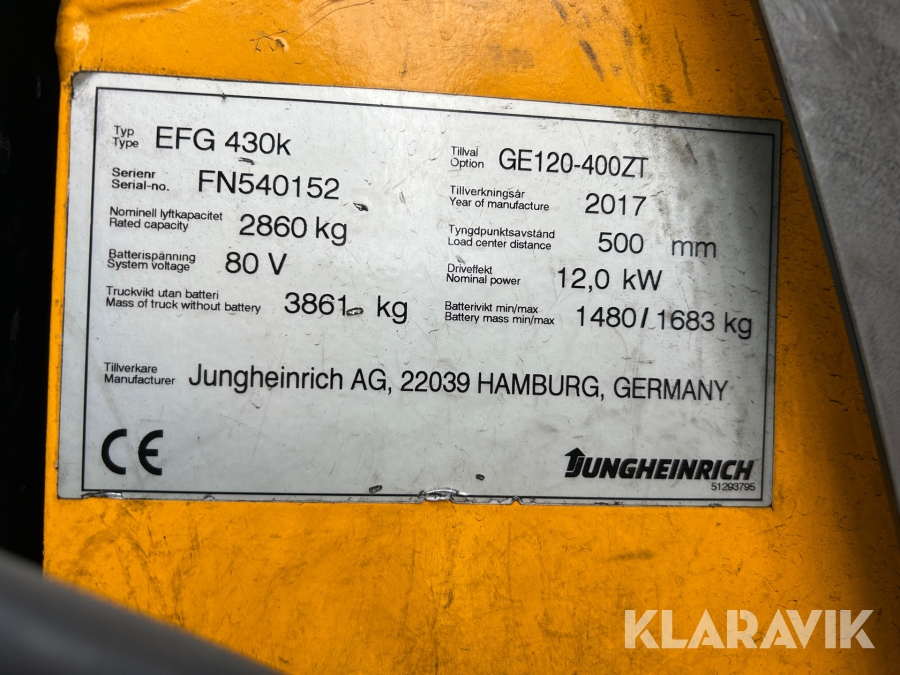 Typ
Type EFG 430k
Serienr
Serial-no. FN540152
Nominell lyftkapacitet
Rated capacity 2860 kg
Batterispänning
System voltage 80 V
Truckvikt utan batteri
Mass of truck without battery 3861 kg
Tillval
Option GE120-400ZT
Tillverkningsår
Year of manufacture 2017
Tyngdpunktsavstånd
Load center distance 500 mm
Driveffekt
Nominal power 12,0 kW
Batterivikt min/max
Battery mass min/max 1480/1683 kg
Tillverkare
Manufacturer Jungheinrich AG, 22039 HAMBURG, GERMANY
CE
JUNGHEINRICH
51293795
KLARAVIK